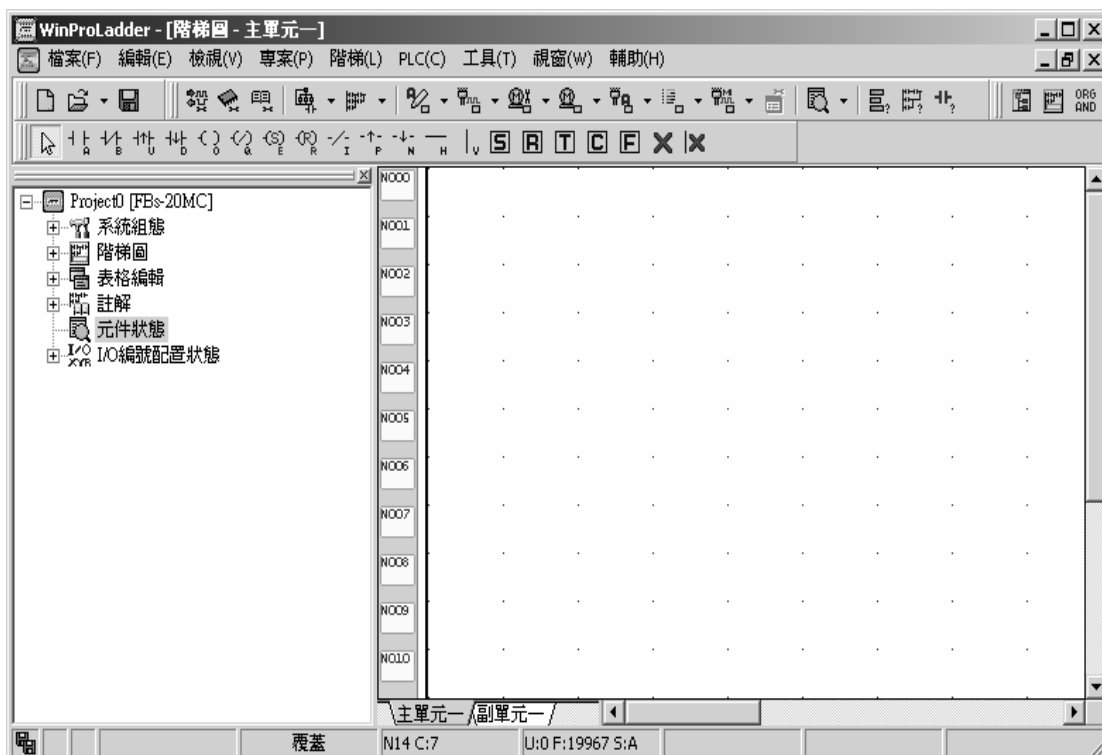 WinProLadder - [階梯圖 - 主單元一]
檔案(F) 編輯(E) 檢視(V) 專案(P) 階梯(L) PLC(C) 工具(T) 視窗(W) 輔助(H)
ORG
AND
A B U D O Q E R I P N H V S R T C F
Project0 [FBs-20MC]
系統組態
階梯圖
表格編輯
註解
元件狀態
I/O編號配置狀態
N000
N001
N002
N003
N004
N005
N006
N007
N008
N009
N010
主單元一 副單元一
覆蓋 N14 C:7 U:0 F:19967 S:A